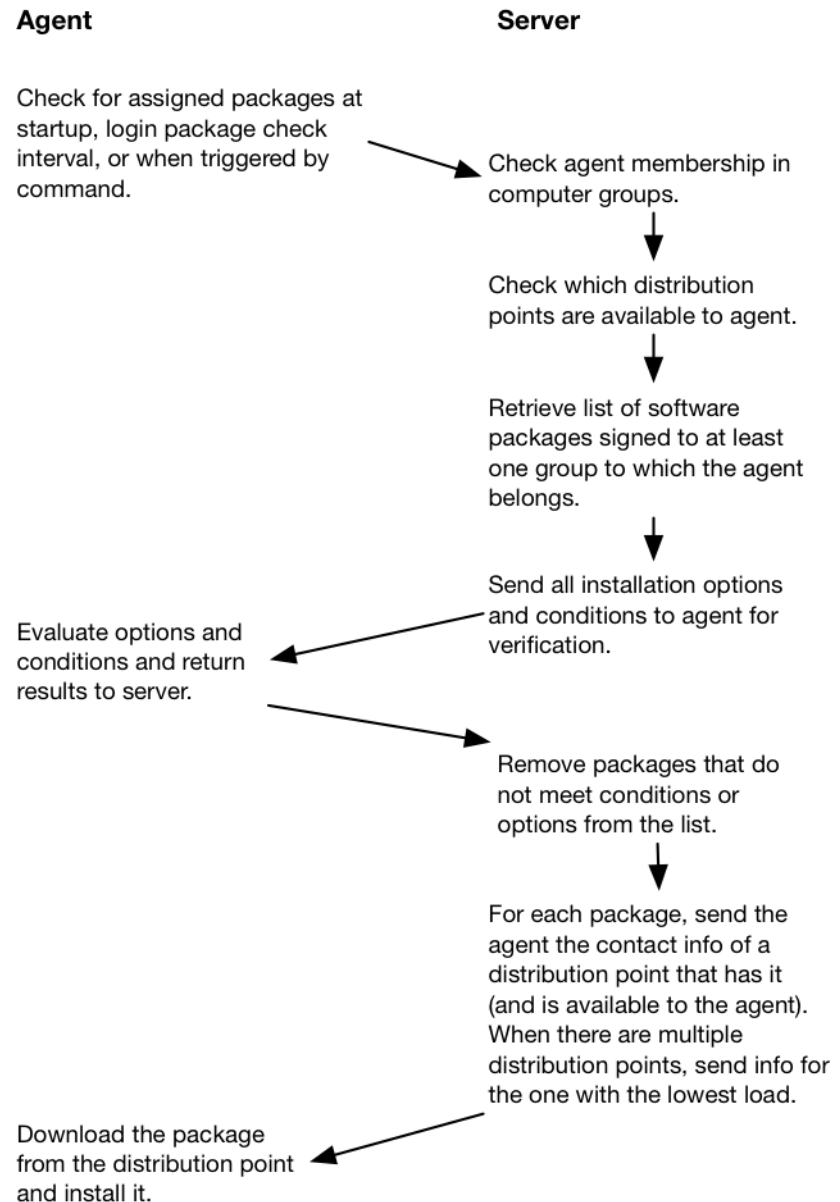 Agent
Server
Check for assigned packages at
startup, login package check
interval, or when triggered by
command.
Check agent membership in
computer groups.
Check which distribution
points are available to agent.
Retrieve list of software
packages signed to at least
one group to which the agent
belongs.
Send all installation options
and conditions to agent for
verification.
Evaluate options and
conditions and return
results to server.
Remove packages that do
not meet conditions or
options from the list.
For each package, send the
agent the contact info of a
distribution point that has it
(and is available to the agent).
When there are multiple
distribution points, send info for
the one with the lowest load.
Download the package
from the distribution point
and install it.